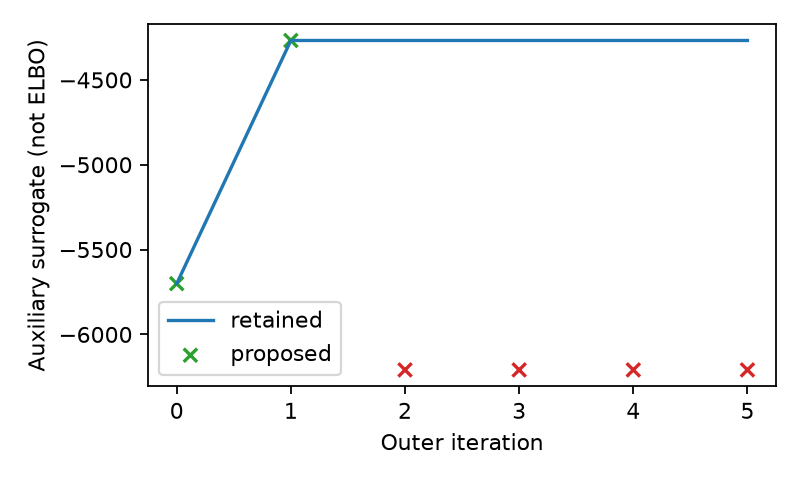 Auxiliary surrogate (not ELBO)
−4500
−5000
−5500
−6000
retained
proposed
0 1 2 3 4 5
Outer iteration